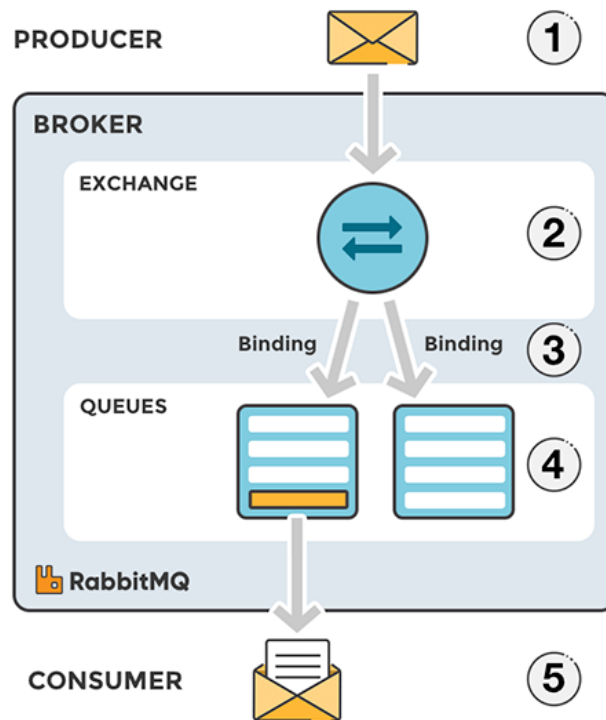 PRODUCER
1
BROKER
EXCHANGE
2
Binding
Binding
3
QUEUES
4
RabbitMQ
CONSUMER
5